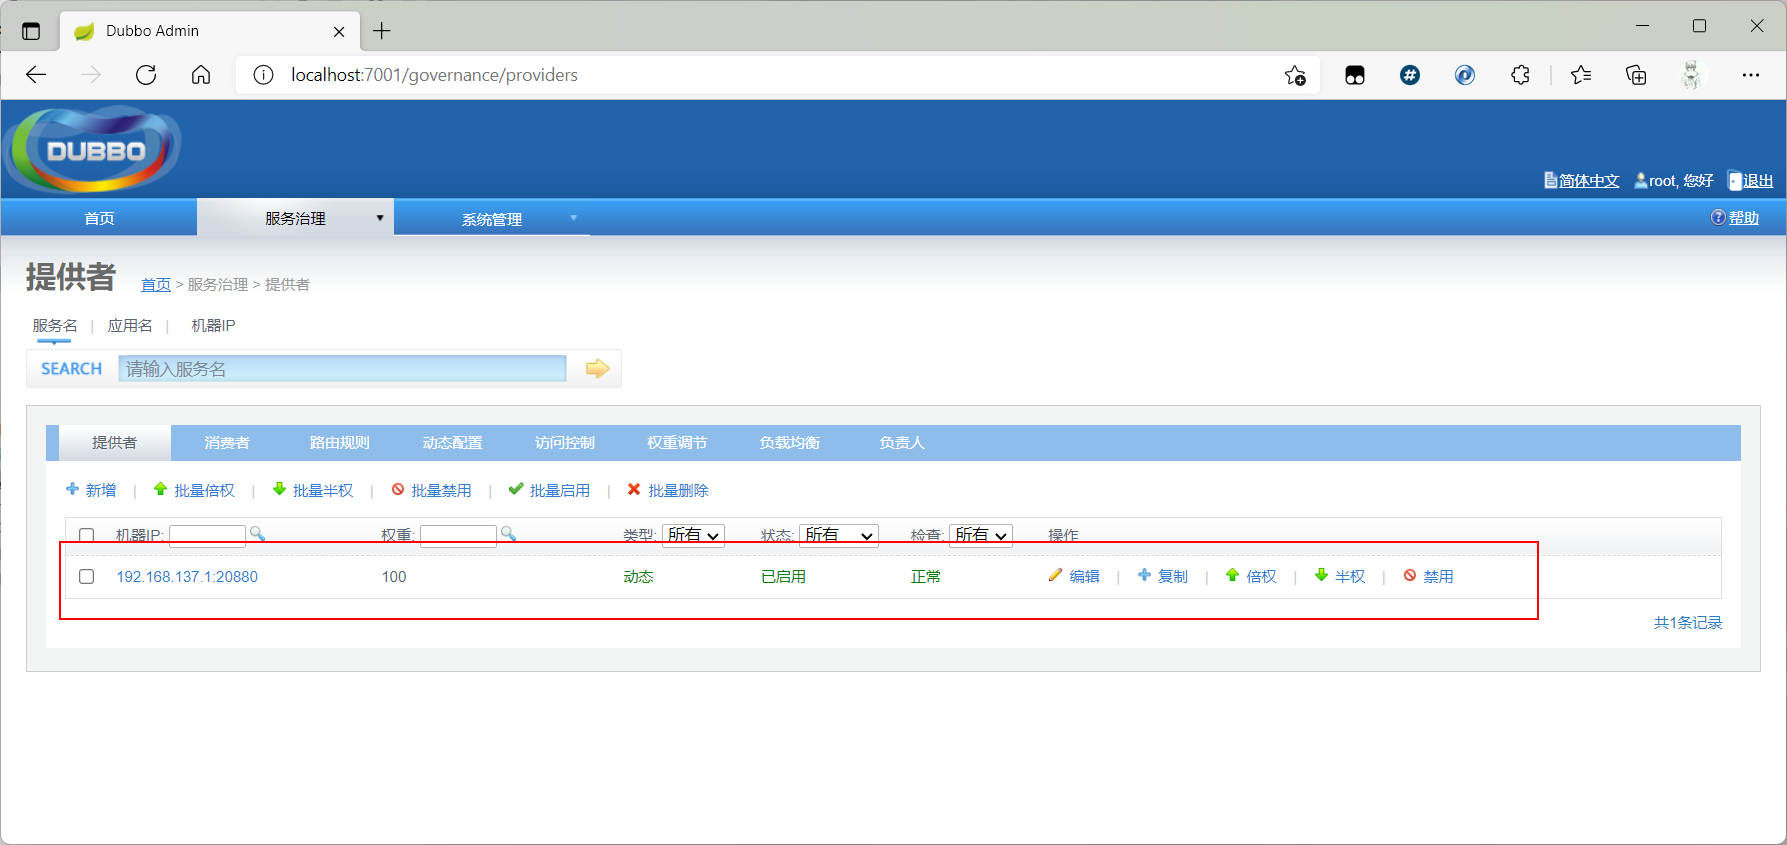 Dubbo Admin
localhost:7001/governance/providers
DUBBO
简体中文 root, 您好 退出
首页 服务治理 系统管理 帮助
提供者 首页 > 服务治理 > 提供者
服务名 | 应用名 | 机器IP
SEARCH 请输入服务名
提供者 消费者 路由规则 动态配置 访问控制 权重调节 负载均衡 负责人
新增 | 批量倍权 | 批量半权 | 批量禁用 | 批量启用 | 批量删除
机器IP: 权重: 类型: 所有 状态: 所有 检查: 所有 操作
192.168.137.1:20880 100 动态 已启用 正常 编辑 | 复制 | 倍权 | 半权 | 禁用
共1条记录